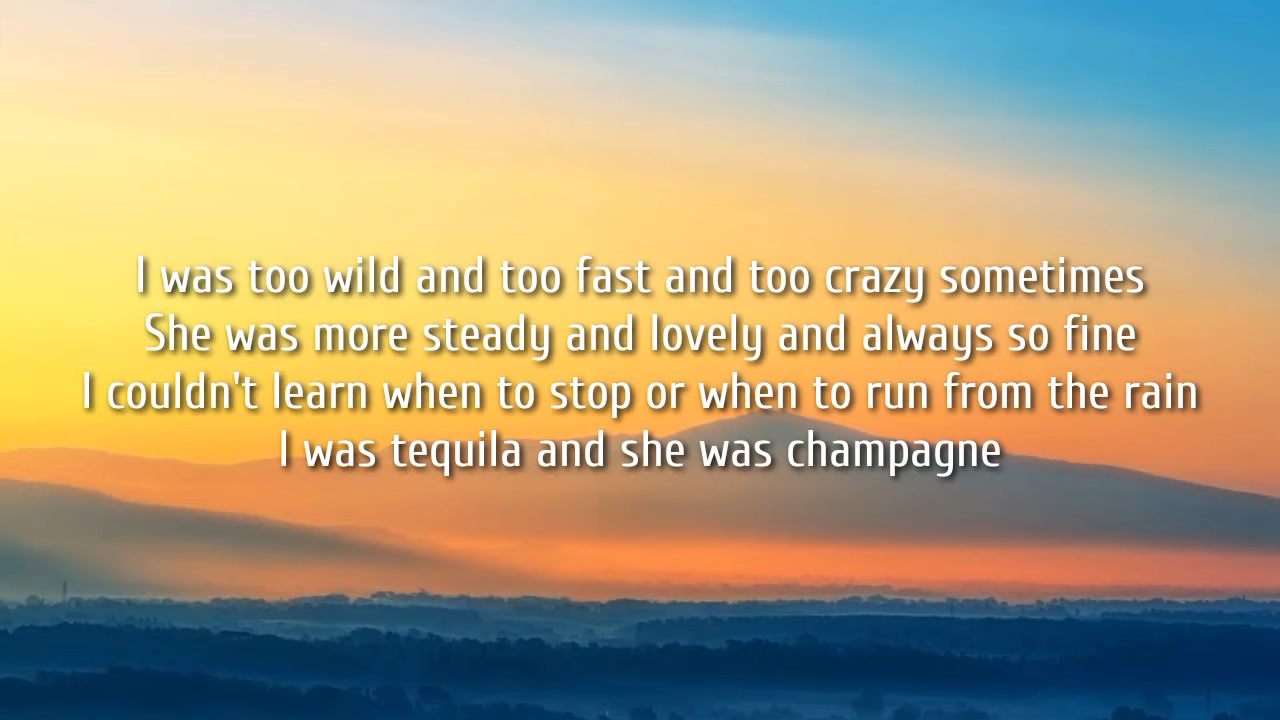 I was too wild and too fast and too crazy sometimes
She was more steady and lovely and always so fine
I couldn't learn when to stop or when to run from the rain
I was tequila and she was champagne